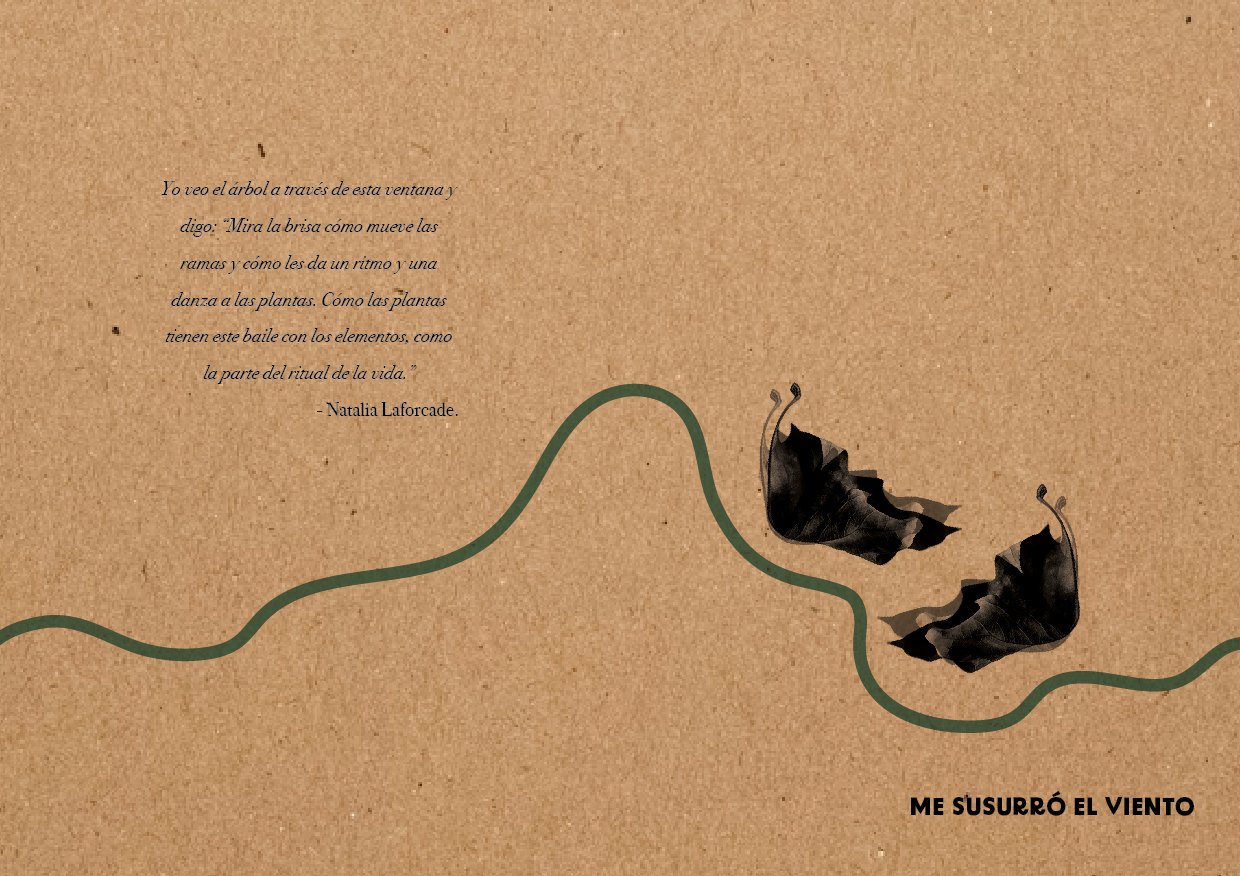 Yo veo el árbol a través de esta ventana y
digo: “Mira la brisa cómo mueve las
ramas y cómo les da un ritmo y una
danza a las plantas. Cómo las plantas
tienen este baile con los elementos, como
la parte del ritual de la vida.”
- Natalia Laforcade.
ME SUSURRÓ EL VIENTO